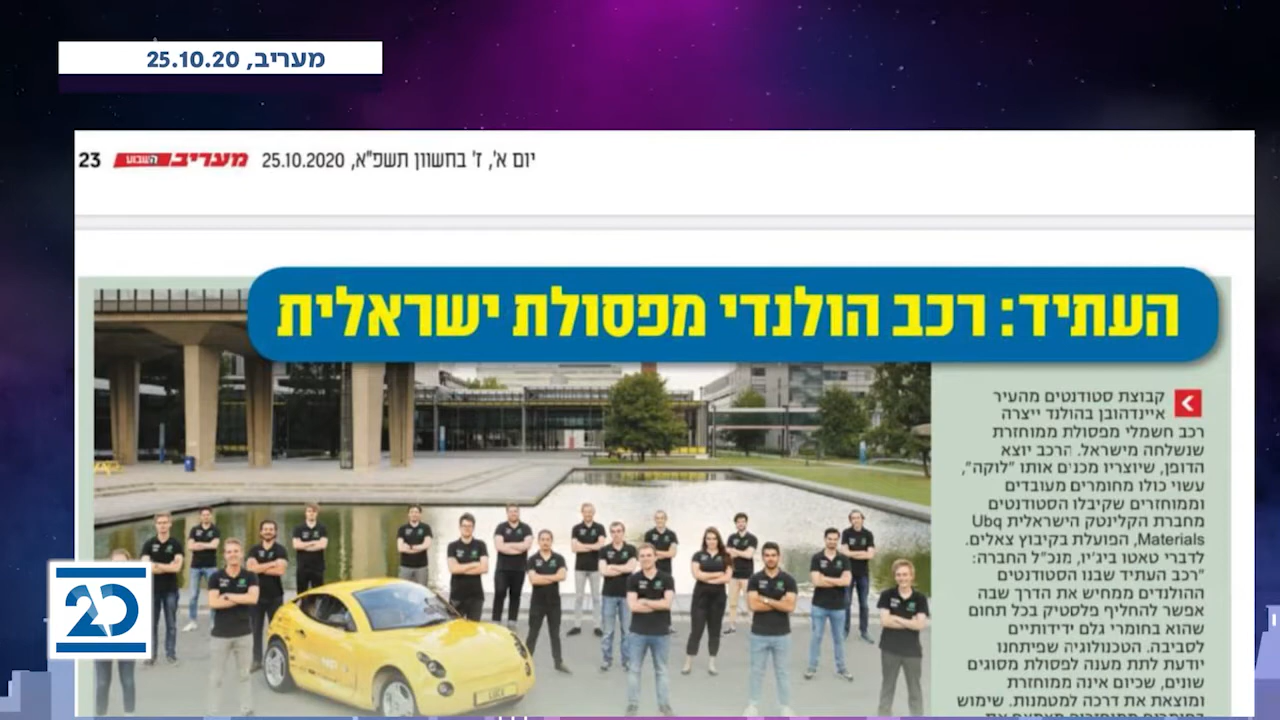 מעריב, 25.10.20
יום א', ז' בחשוון תשפ"א, 25.10.2020 מעריב השבוע 23
העתיד: רכב הולנדי מפסולת ישראלית
קבוצת סטודנטים מהעיר
איינדהובן בהולנד ייצרה
רכב חשמלי מפסולת ממוחזרת
שנשלחה מישראל. הרכב יוצא
הדופן, שיוצריו מכנים אותו "לוקה",
עשוי כולו מחומרים מעובדים
וממוחזרים שקיבלו הסטודנטים
מחברת הקלינטק הישראלית Ubq
Materials, הפועלת בקיבוץ צאלים.
לדברי טאטו ביג'יו, מנכ"ל החברה:
"רכב העתיד שבנו הסטודנטים
ההולנדים ממחיש את הדרך שבה
אפשר להחליף פלסטיק בכל תחום
שהוא בחומרי גלם ידידותיים
לסביבה. הטכנולוגיה שפיתחנו
יודעת לתת מענה לפסולת מסוגים
שונים, שכיום אינה ממוחזרת
ומוצאת את דרכה למטמנות. שימוש
20